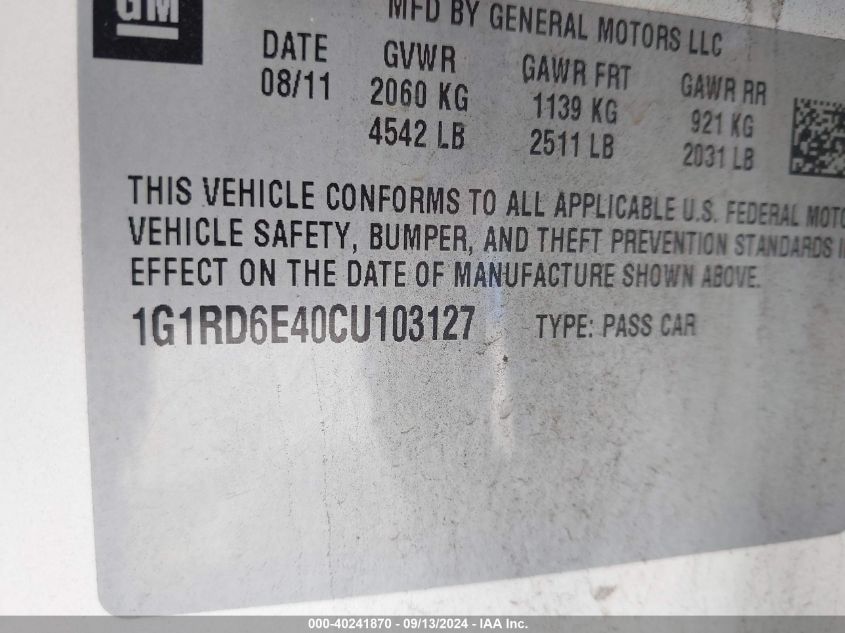 GM
MFD BY GENERAL MOTORS LLC
DATE GVWR GAWR FRT GAWR RR
08/11 2060 KG 1139 KG 921 KG
4542 LB 2511 LB 2031 LB
THIS VEHICLE CONFORMS TO ALL APPLICABLE U.S. FEDERAL MOTO
VEHICLE SAFETY, BUMPER, AND THEFT PREVENTION STANDARDS I
EFFECT ON THE DATE OF MANUFACTURE SHOWN ABOVE.
1G1RD6E40CU103127 TYPE: PASS CAR
000-40241870 - 09/13/2024 - IAA Inc.